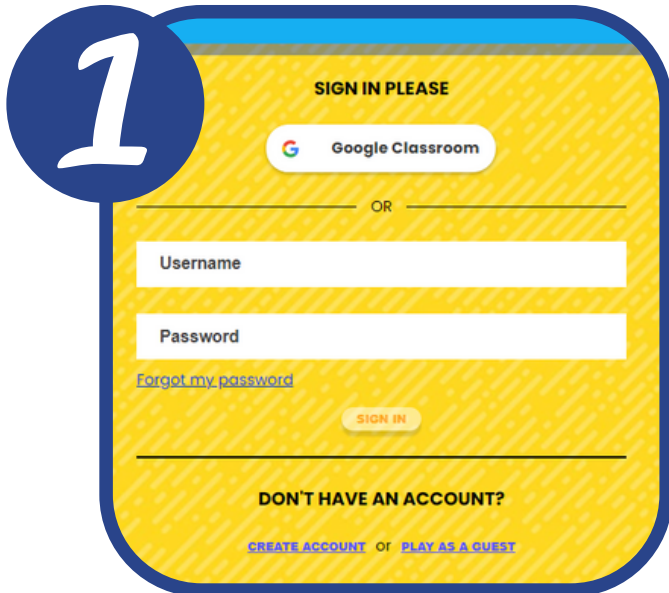 1
SIGN IN PLEASE
Google Classroom
OR
Username
Password
Forgot my password
SIGN IN
DON'T HAVE AN ACCOUNT?
CREATE ACCOUNT or PLAY AS A GUEST